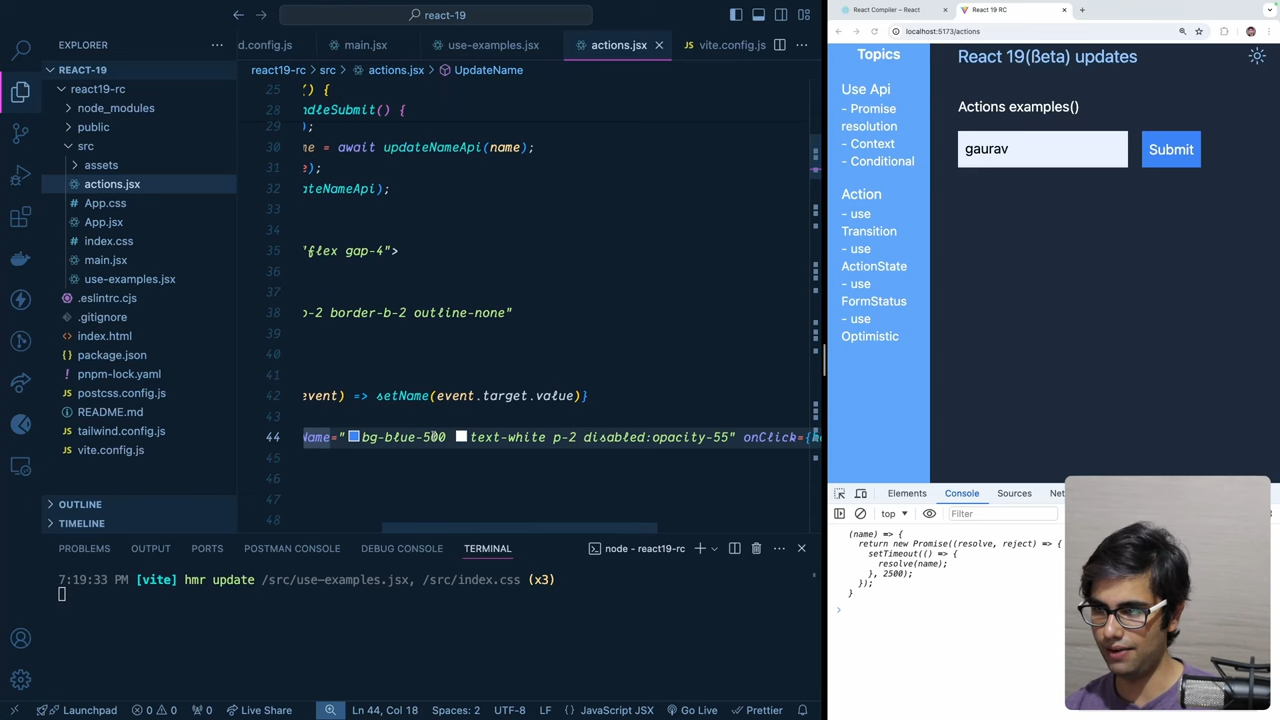 react-19
EXPLORER
REACT-19
react19-rc
node_modules
public
src
assets
actions.jsx
App.css
App.jsx
index.css
main.jsx
use-examples.jsx
.eslintrc.cjs
.gitignore
index.html
package.json
pnpm-lock.yaml
postcss.config.js
README.md
tailwind.config.js
vite.config.js
OUTLINE
TIMELINE
d.config.js main.jsx use-examples.jsx actions.jsx vite.config.js
react19-rc > src > actions.jsx > UpdateName
25 () {
28 ndleSubmit() {
29 );
30 me = await updateNameApi(name);
31 e);
32 ateNameApi);
33
34
35 "flex gap-4">
36
37
38 p-2 border-b-2 outline-none"
39
40
41
42 event) => setName(event.target.value)}
43
44 Name="bg-blue-500 text-white p-2 disabled:opacity-55" onClick={h
45
46
47
48
PROBLEMS OUTPUT PORTS POSTMAN CONSOLE DEBUG CONSOLE TERMINAL node - react19-rc
7:19:33 PM [vite] hmr update /src/use-examples.jsx, /src/index.css (x3)
Launchpad 0 0 0 Live Share Ln 44, Col 18 Spaces: 2 UTF-8 LF {} JavaScript JSX Go Live Prettier
React Compiler – React React 19 RC
localhost:5173/actions
Topics
Use Api
- Promise
resolution
- Context
- Conditional
Action
- use
Transition
- use
ActionState
- use
FormStatus
- use
Optimistic
React 19(ßeta) updates
Actions examples()
gaurav Submit
Elements Console Sources Net
top Filter
(name) => {
return new Promise((resolve, reject) => {
setTimeout(() => {
resolve(name);
}, 2500);
});
}